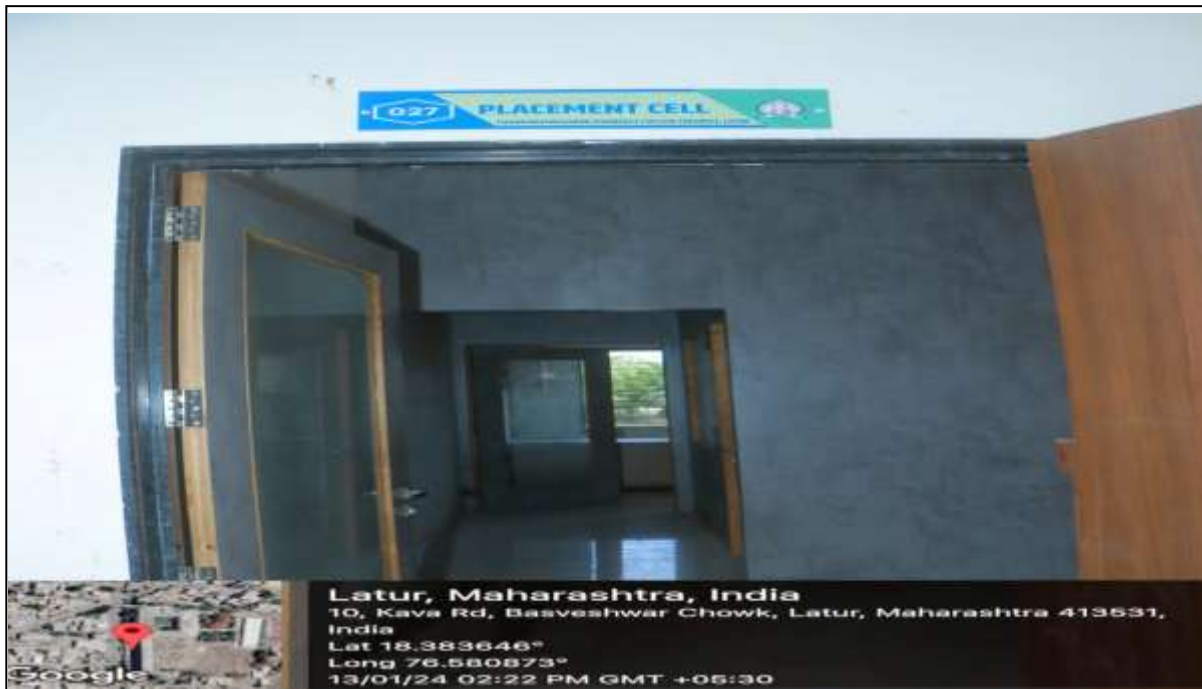 027 PLACEMENT CELL
Latur, Maharashtra, India
10, Kava Rd, Basveshwar Chowk, Latur, Maharashtra 413531,
India
Lat 18.383646°
Long 76.580873°
13/01/24 02:22 PM GMT +05:30
Google